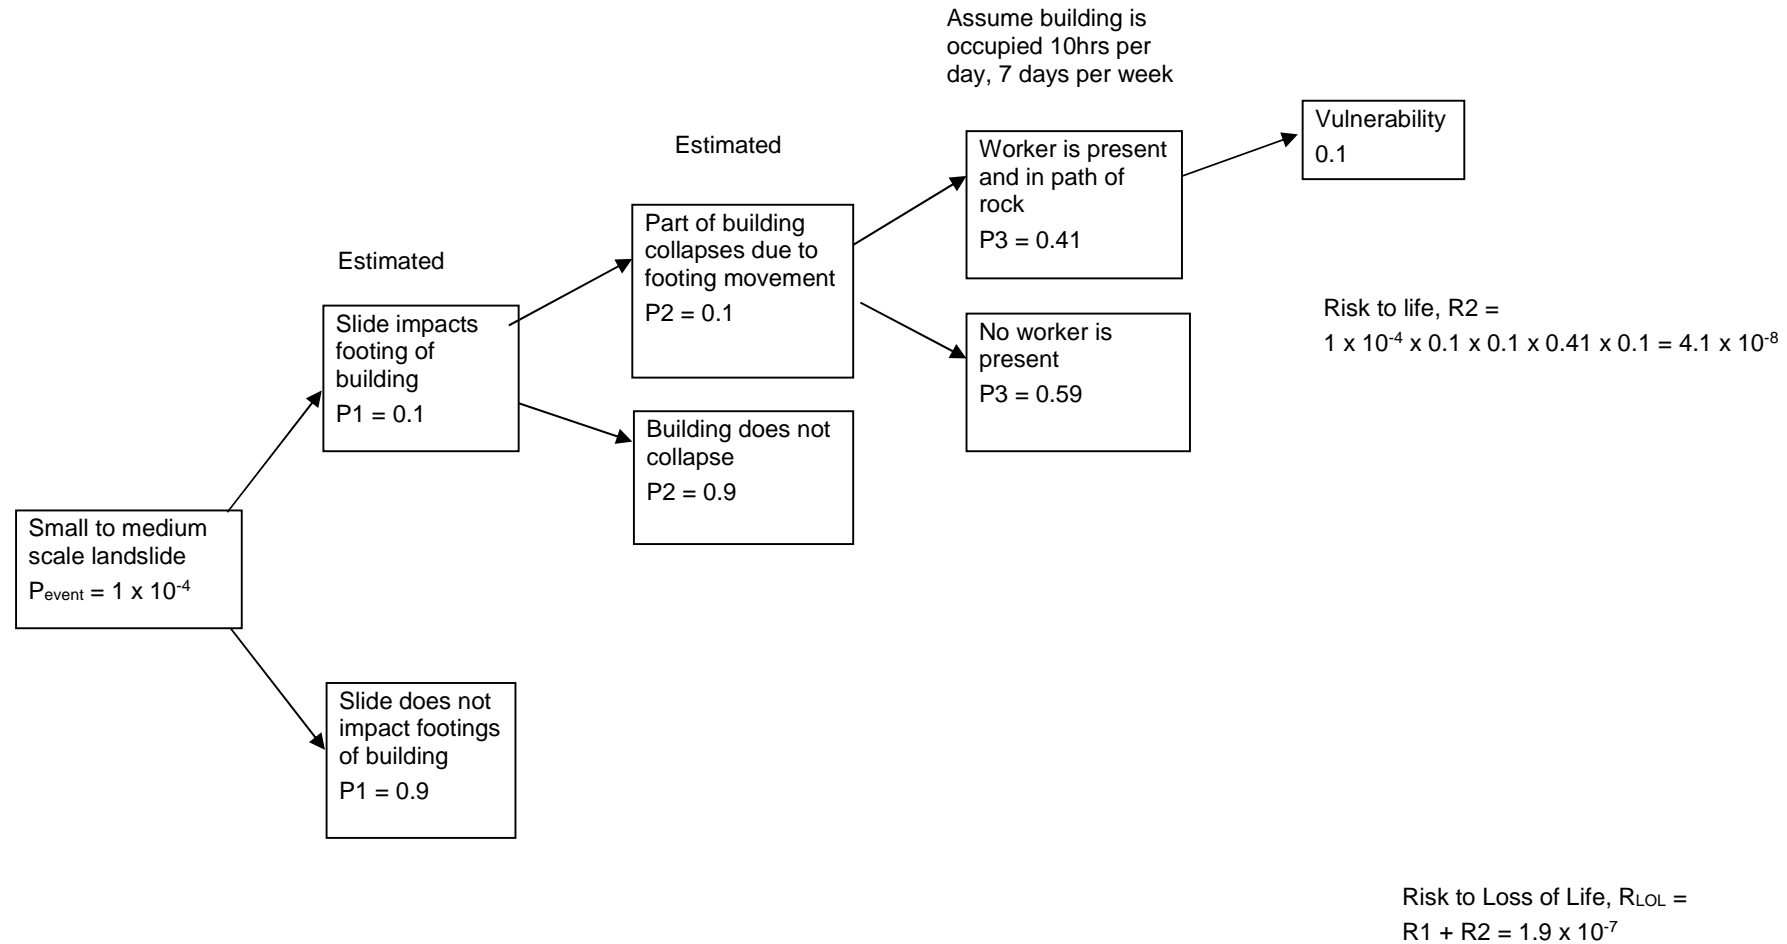 Assume building is
occupied 10hrs per
day, 7 days per week
Vulnerability
0.1
Estimated
Worker is present
and in path of
rock
P3 = 0.41
Part of building
collapses due to
footing movement
P2 = 0.1
Estimated
Slide impacts
footing of
building
P1 = 0.1
Risk to life, R2 =
1 x 10⁻⁴ x 0.1 x 0.1 x 0.41 x 0.1 = 4.1 x 10⁻⁸
No worker is
present
P3 = 0.59
Building does not
collapse
P2 = 0.9
Small to medium
scale landslide
Pevent = 1 x 10⁻⁴
Slide does not
impact footings
of building
P1 = 0.9
Risk to Loss of Life, RLOL =
R1 + R2 = 1.9 x 10⁻⁷